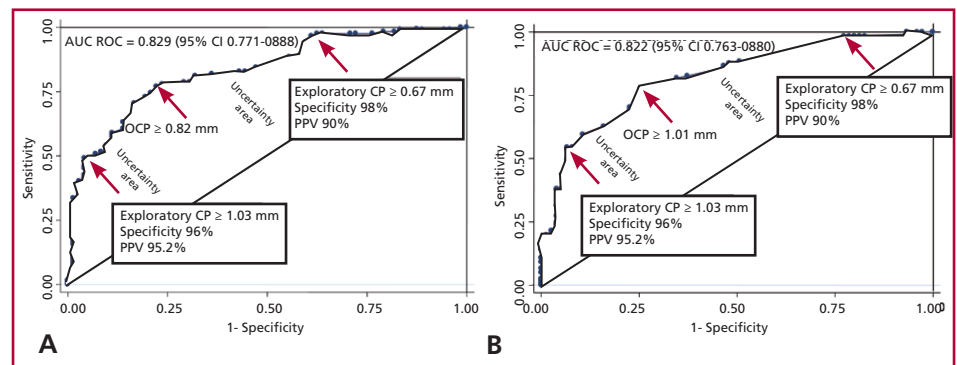 AUC ROC = 0.829 (95% CI 0.771-0888)
Exploratory CP ≥ 0.67 mm
Specificity 98%
PPV 90%
Uncertainty
area
OCP ≥ 0.82 mm
Uncertainty
area
Exploratory CP ≥ 1.03 mm
Specificity 96%
PPV 95.2%
Sensitivity
1.00
0.75
0.50
0.25
0.00
0.00 0.25 0.50 0.75 1.00
1- Specificity
A
AUC ROC = 0.822 (95% CI 0.763-0880)
Exploratory CP ≥ 0.67 mm
Specificity 98%
PPV 90%
Uncertainty
area
OCP ≥ 1.01 mm
Uncertainty
area
Exploratory CP ≥ 1.03 mm
Specificity 96%
PPV 95.2%
Sensitivity
1.00
0.75
0.50
0.25
0.00
0.00 0.25 0.50 0.75 1.00
1- Specificity
B